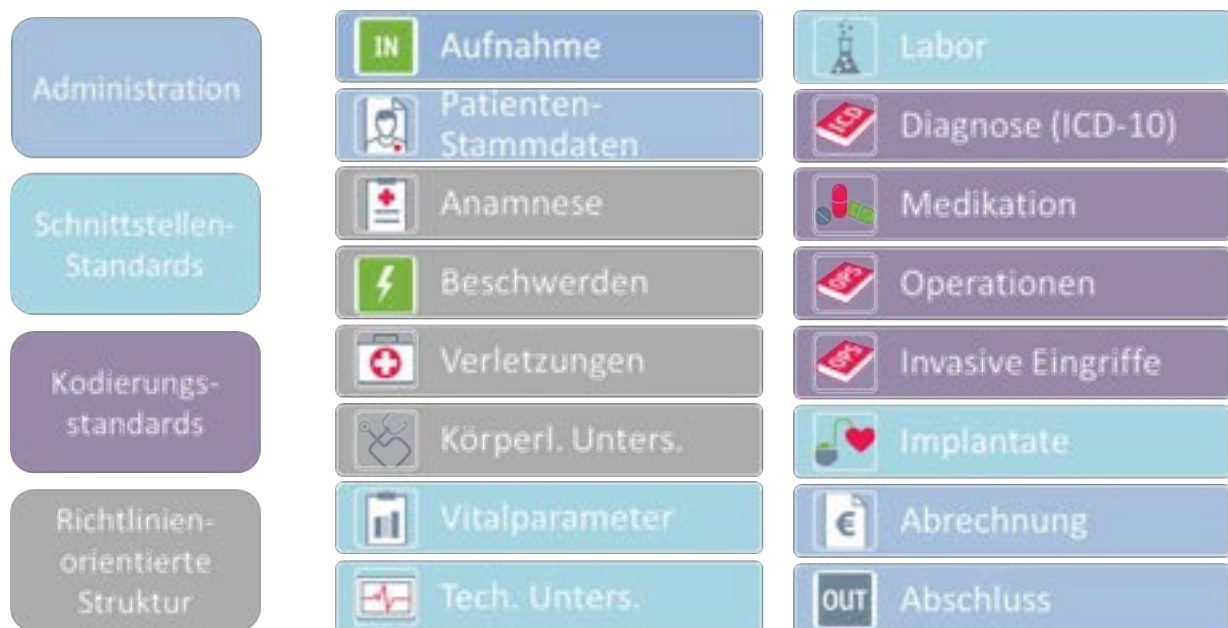 Administration
Schnittstellen-
Standards
Kodierungs-
standards
Richtlinien-
orientierte
Struktur
IN
Aufnahme
Patienten-
Stammdaten
Anamnese
Beschwerden
Verletzungen
Körperl. Unters.
Vitalparameter
Tech. Unters.
Labor
ICD
Diagnose (ICD-10)
Medikation
OPS
Operationen
OPS
Invasive Eingriffe
Implantate
€
Abrechnung
OUT
Abschluss